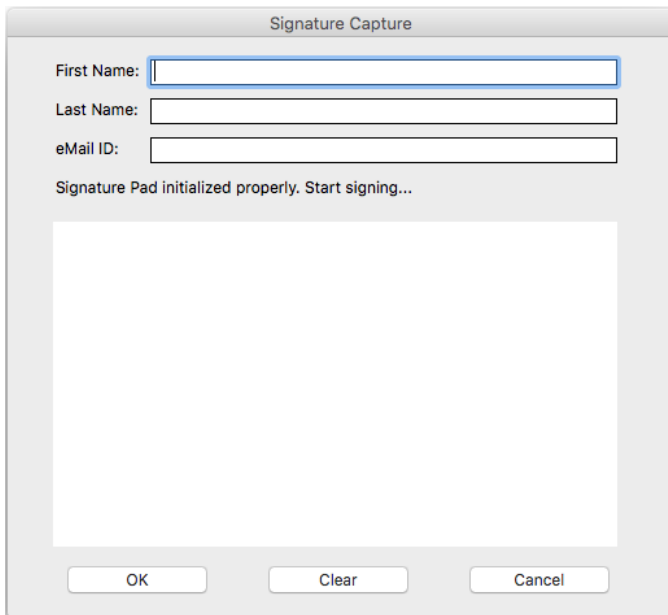 Signature Capture
First Name:
Last Name:
eMail ID:
Signature Pad initialized properly. Start signing...
OK Clear Cancel